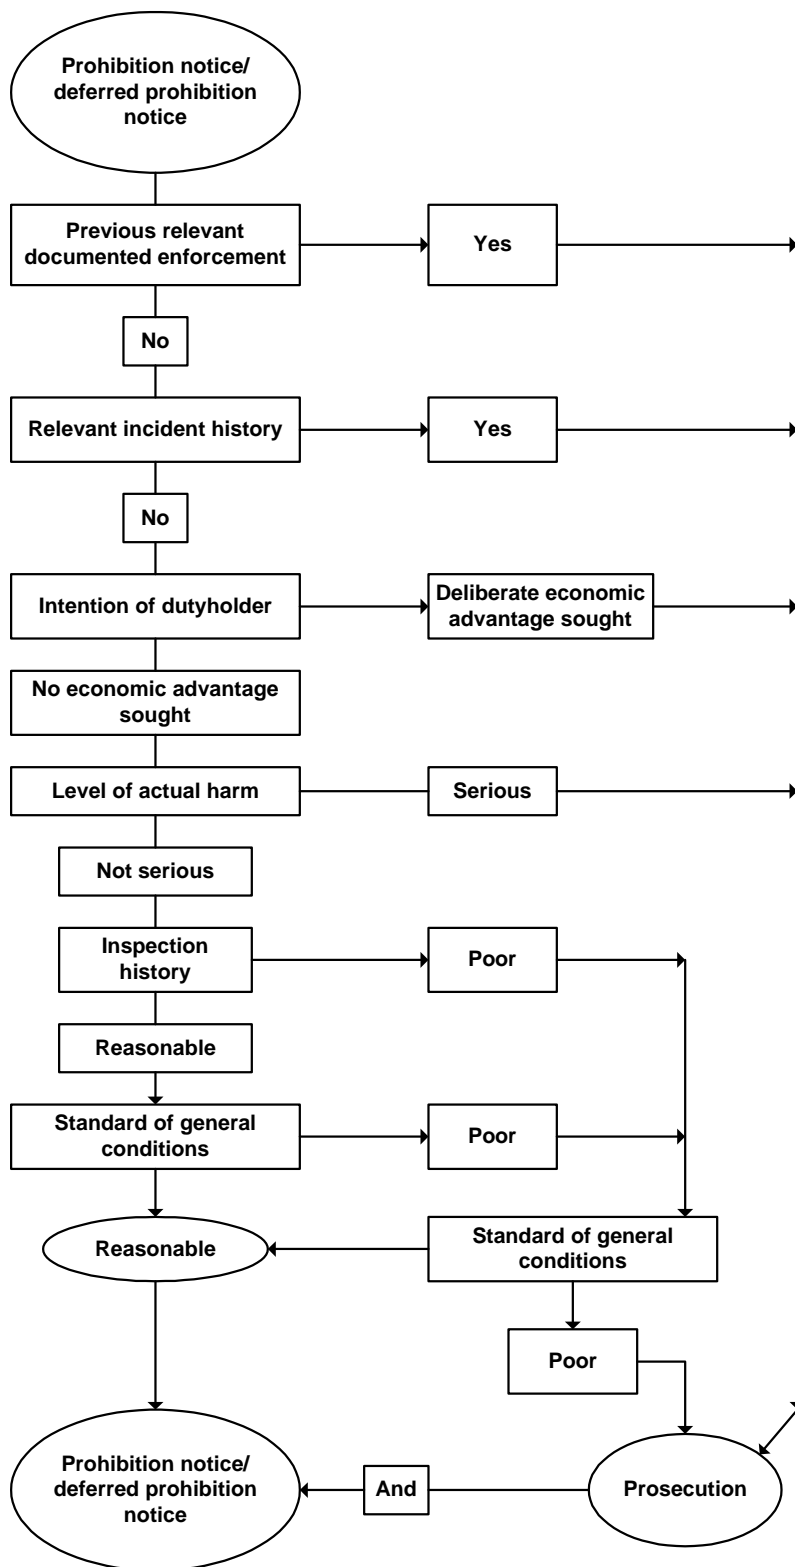 Prohibition notice/
deferred prohibition
notice
Previous relevant
documented enforcement
Yes
No
Relevant incident history
Yes
No
Intention of dutyholder
Deliberate economic
advantage sought
No economic advantage
sought
Level of actual harm
Serious
Not serious
Inspection
history
Poor
Reasonable
Standard of general
conditions
Poor
Reasonable
Standard of general
conditions
Poor
Prohibition notice/
deferred prohibition
notice
And
Prosecution